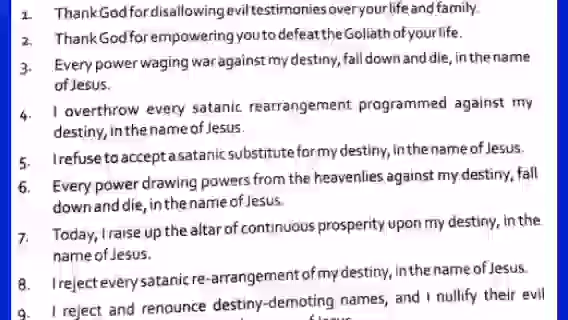 1. Thank God for disallowing evil testimonies over your life and family.
2. Thank God for empowering you to defeat the Goliath of your life.
3. Every power waging war against my destiny, fall down and die, in the name
of Jesus.
4. I overthrow every satanic rearrangement programmed against my
destiny, in the name of Jesus.
5. I refuse to accept a satanic substitute for my destiny, in the name of Jesus.
6. Every power drawing powers from the heavenlies against my destiny, fall
down and die, in the name of Jesus.
7. Today, I raise up the altar of continuous prosperity upon my destiny, in the
name of Jesus.
8. I reject every satanic re-arrangement of my destiny, in the name of Jesus.
9. I reject and renounce destiny-demoting names, and I nullify their evil
of Jesus